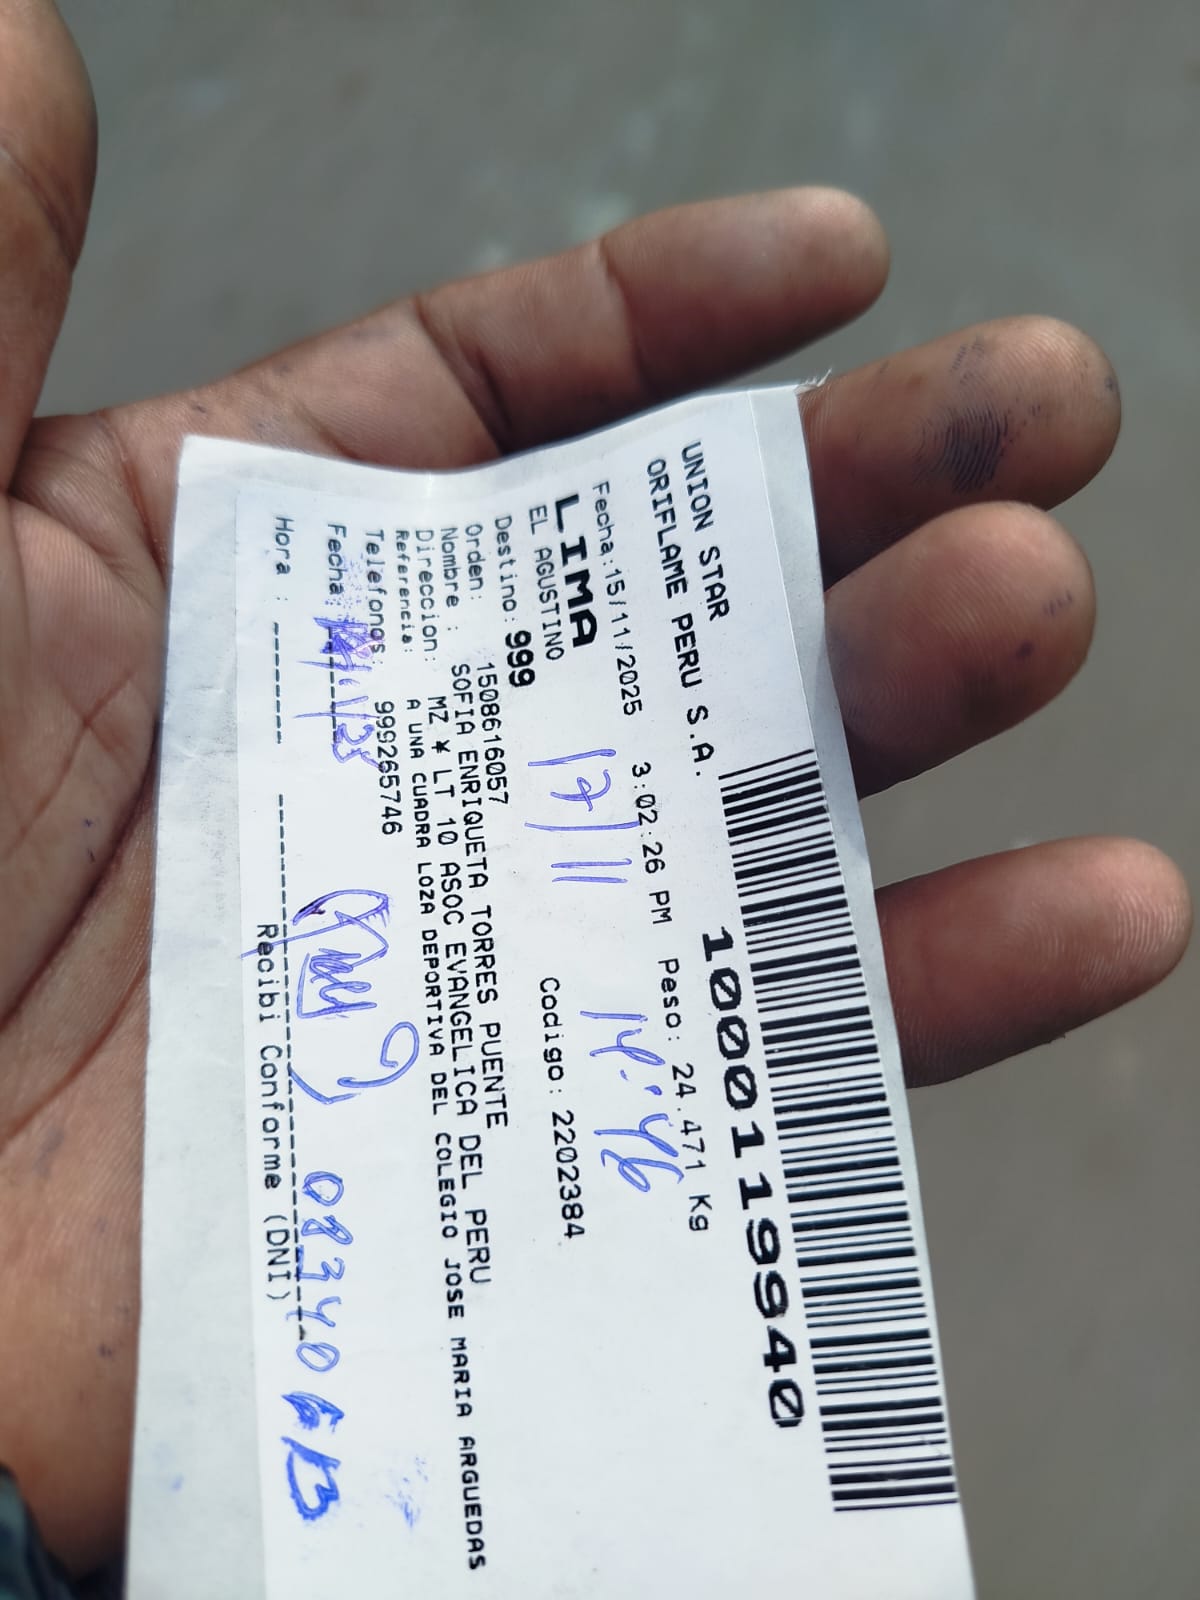 1000119940
UNION STAR
ORIFLAME PERU S.A.
Fecha:15/11/2025 3:02:26 PM Peso: 24.471 Kg
LIMA
EL AGUSTINO
17/11
14:46
Destino: 999 Codigo: 2202384
Orden: 1508616057
Nombre : SOFIA ENRIQUETA TORRES PUENTE
Direccion: MZ * LT 10 ASOC EVANGELICA DEL PERU
Referencia: A UNA CUADRA LOZA DEPORTIVA DEL COLEGIO JOSE MARIA ARGUEDAS
Telefonos: 999265746
Fecha:
Hora :
Recibi Conforme (DNI)